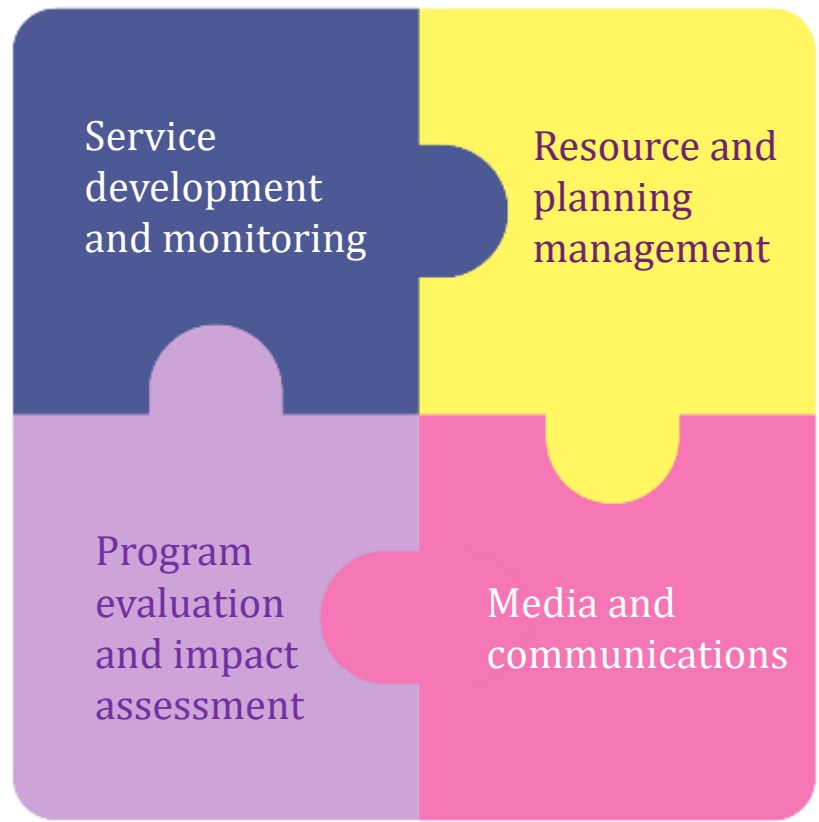 Service
development
and monitoring
Resource and
planning
management
Program
evaluation
and impact
assessment
Media and
communications